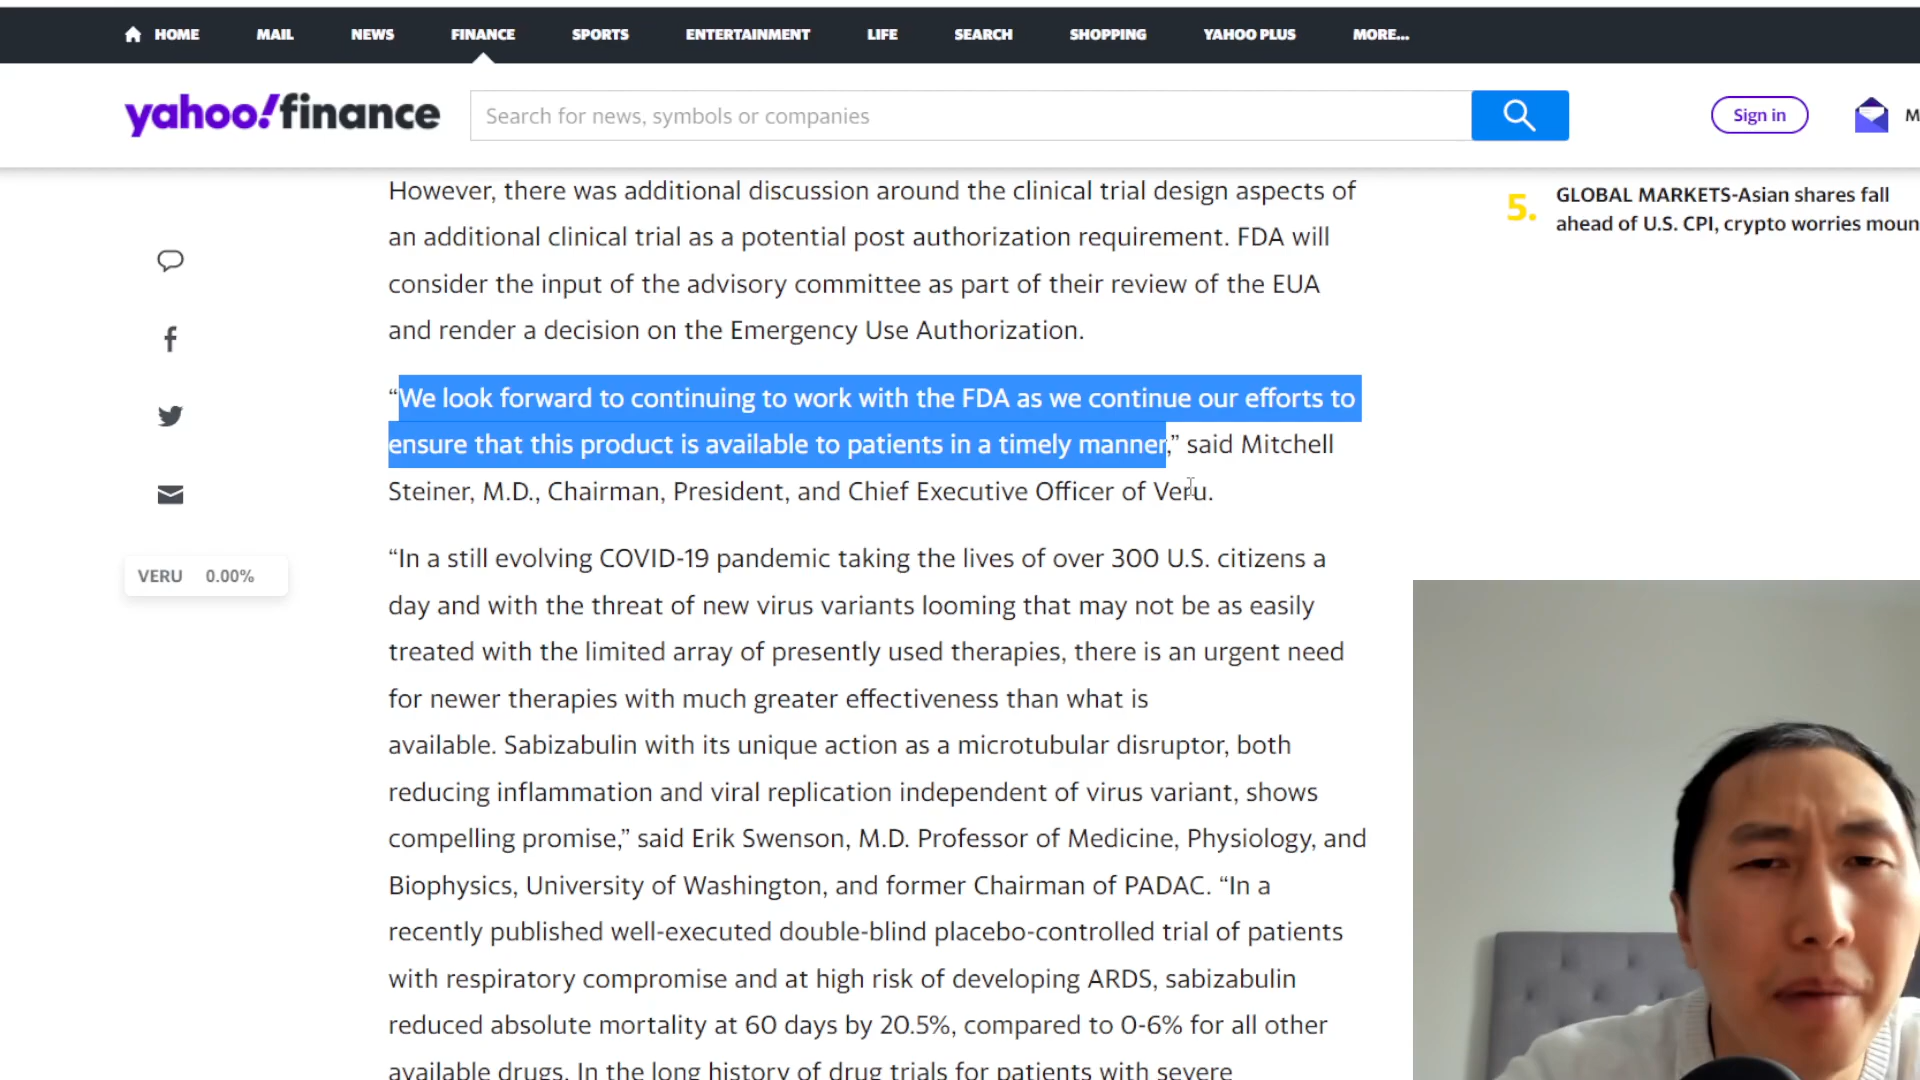 HOME MAIL NEWS FINANCE SPORTS ENTERTAINMENT LIFE SEARCH SHOPPING YAHOO PLUS MORE...
yahoo!finance
Search for news, symbols or companies
Sign in
M
However, there was additional discussion around the clinical trial design aspects of
an additional clinical trial as a potential post authorization requirement. FDA will
consider the input of the advisory committee as part of their review of the EUA
and render a decision on the Emergency Use Authorization.
“We look forward to continuing to work with the FDA as we continue our efforts to
ensure that this product is available to patients in a timely manner,” said Mitchell
Steiner, M.D., Chairman, President, and Chief Executive Officer of Veru.
“In a still evolving COVID-19 pandemic taking the lives of over 300 U.S. citizens a
day and with the threat of new virus variants looming that may not be as easily
treated with the limited array of presently used therapies, there is an urgent need
for newer therapies with much greater effectiveness than what is
available. Sabizabulin with its unique action as a microtubular disruptor, both
reducing inflammation and viral replication independent of virus variant, shows
compelling promise,” said Erik Swenson, M.D. Professor of Medicine, Physiology, and
Biophysics, University of Washington, and former Chairman of PADAC. “In a
recently published well-executed double-blind placebo-controlled trial of patients
with respiratory compromise and at high risk of developing ARDS, sabizabulin
reduced absolute mortality at 60 days by 20.5%, compared to 0-6% for all other
available drugs. In the long history of drug trials for patients with severe
VERU 0.00%
5. GLOBAL MARKETS-Asian shares fall
ahead of U.S. CPI, crypto worries moun